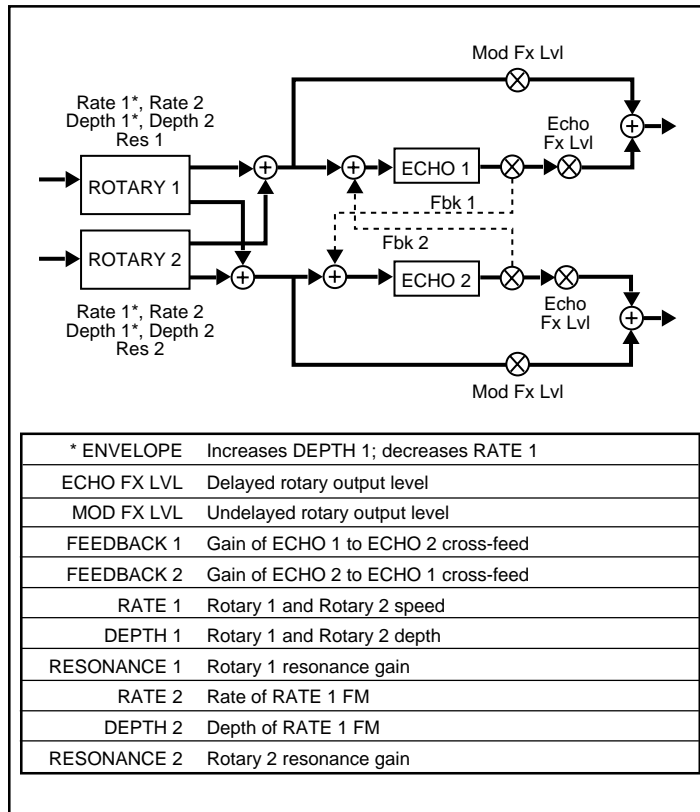 Mod Fx Lvl
Rate 1*, Rate 2
Depth 1*, Depth 2
Res 1
Echo
Fx Lvl
ROTARY 1
ECHO 1
Fbk 1
Fbk 2
ROTARY 2
ECHO 2
Rate 1*, Rate 2
Depth 1*, Depth 2
Res 2
Echo
Fx Lvl
Mod Fx Lvl
* ENVELOPE Increases DEPTH 1; decreases RATE 1
ECHO FX LVL Delayed rotary output level
MOD FX LVL Undelayed rotary output level
FEEDBACK 1 Gain of ECHO 1 to ECHO 2 cross-feed
FEEDBACK 2 Gain of ECHO 2 to ECHO 1 cross-feed
RATE 1 Rotary 1 and Rotary 2 speed
DEPTH 1 Rotary 1 and Rotary 2 depth
RESONANCE 1 Rotary 1 resonance gain
RATE 2 Rate of RATE 1 FM
DEPTH 2 Depth of RATE 1 FM
RESONANCE 2 Rotary 2 resonance gain